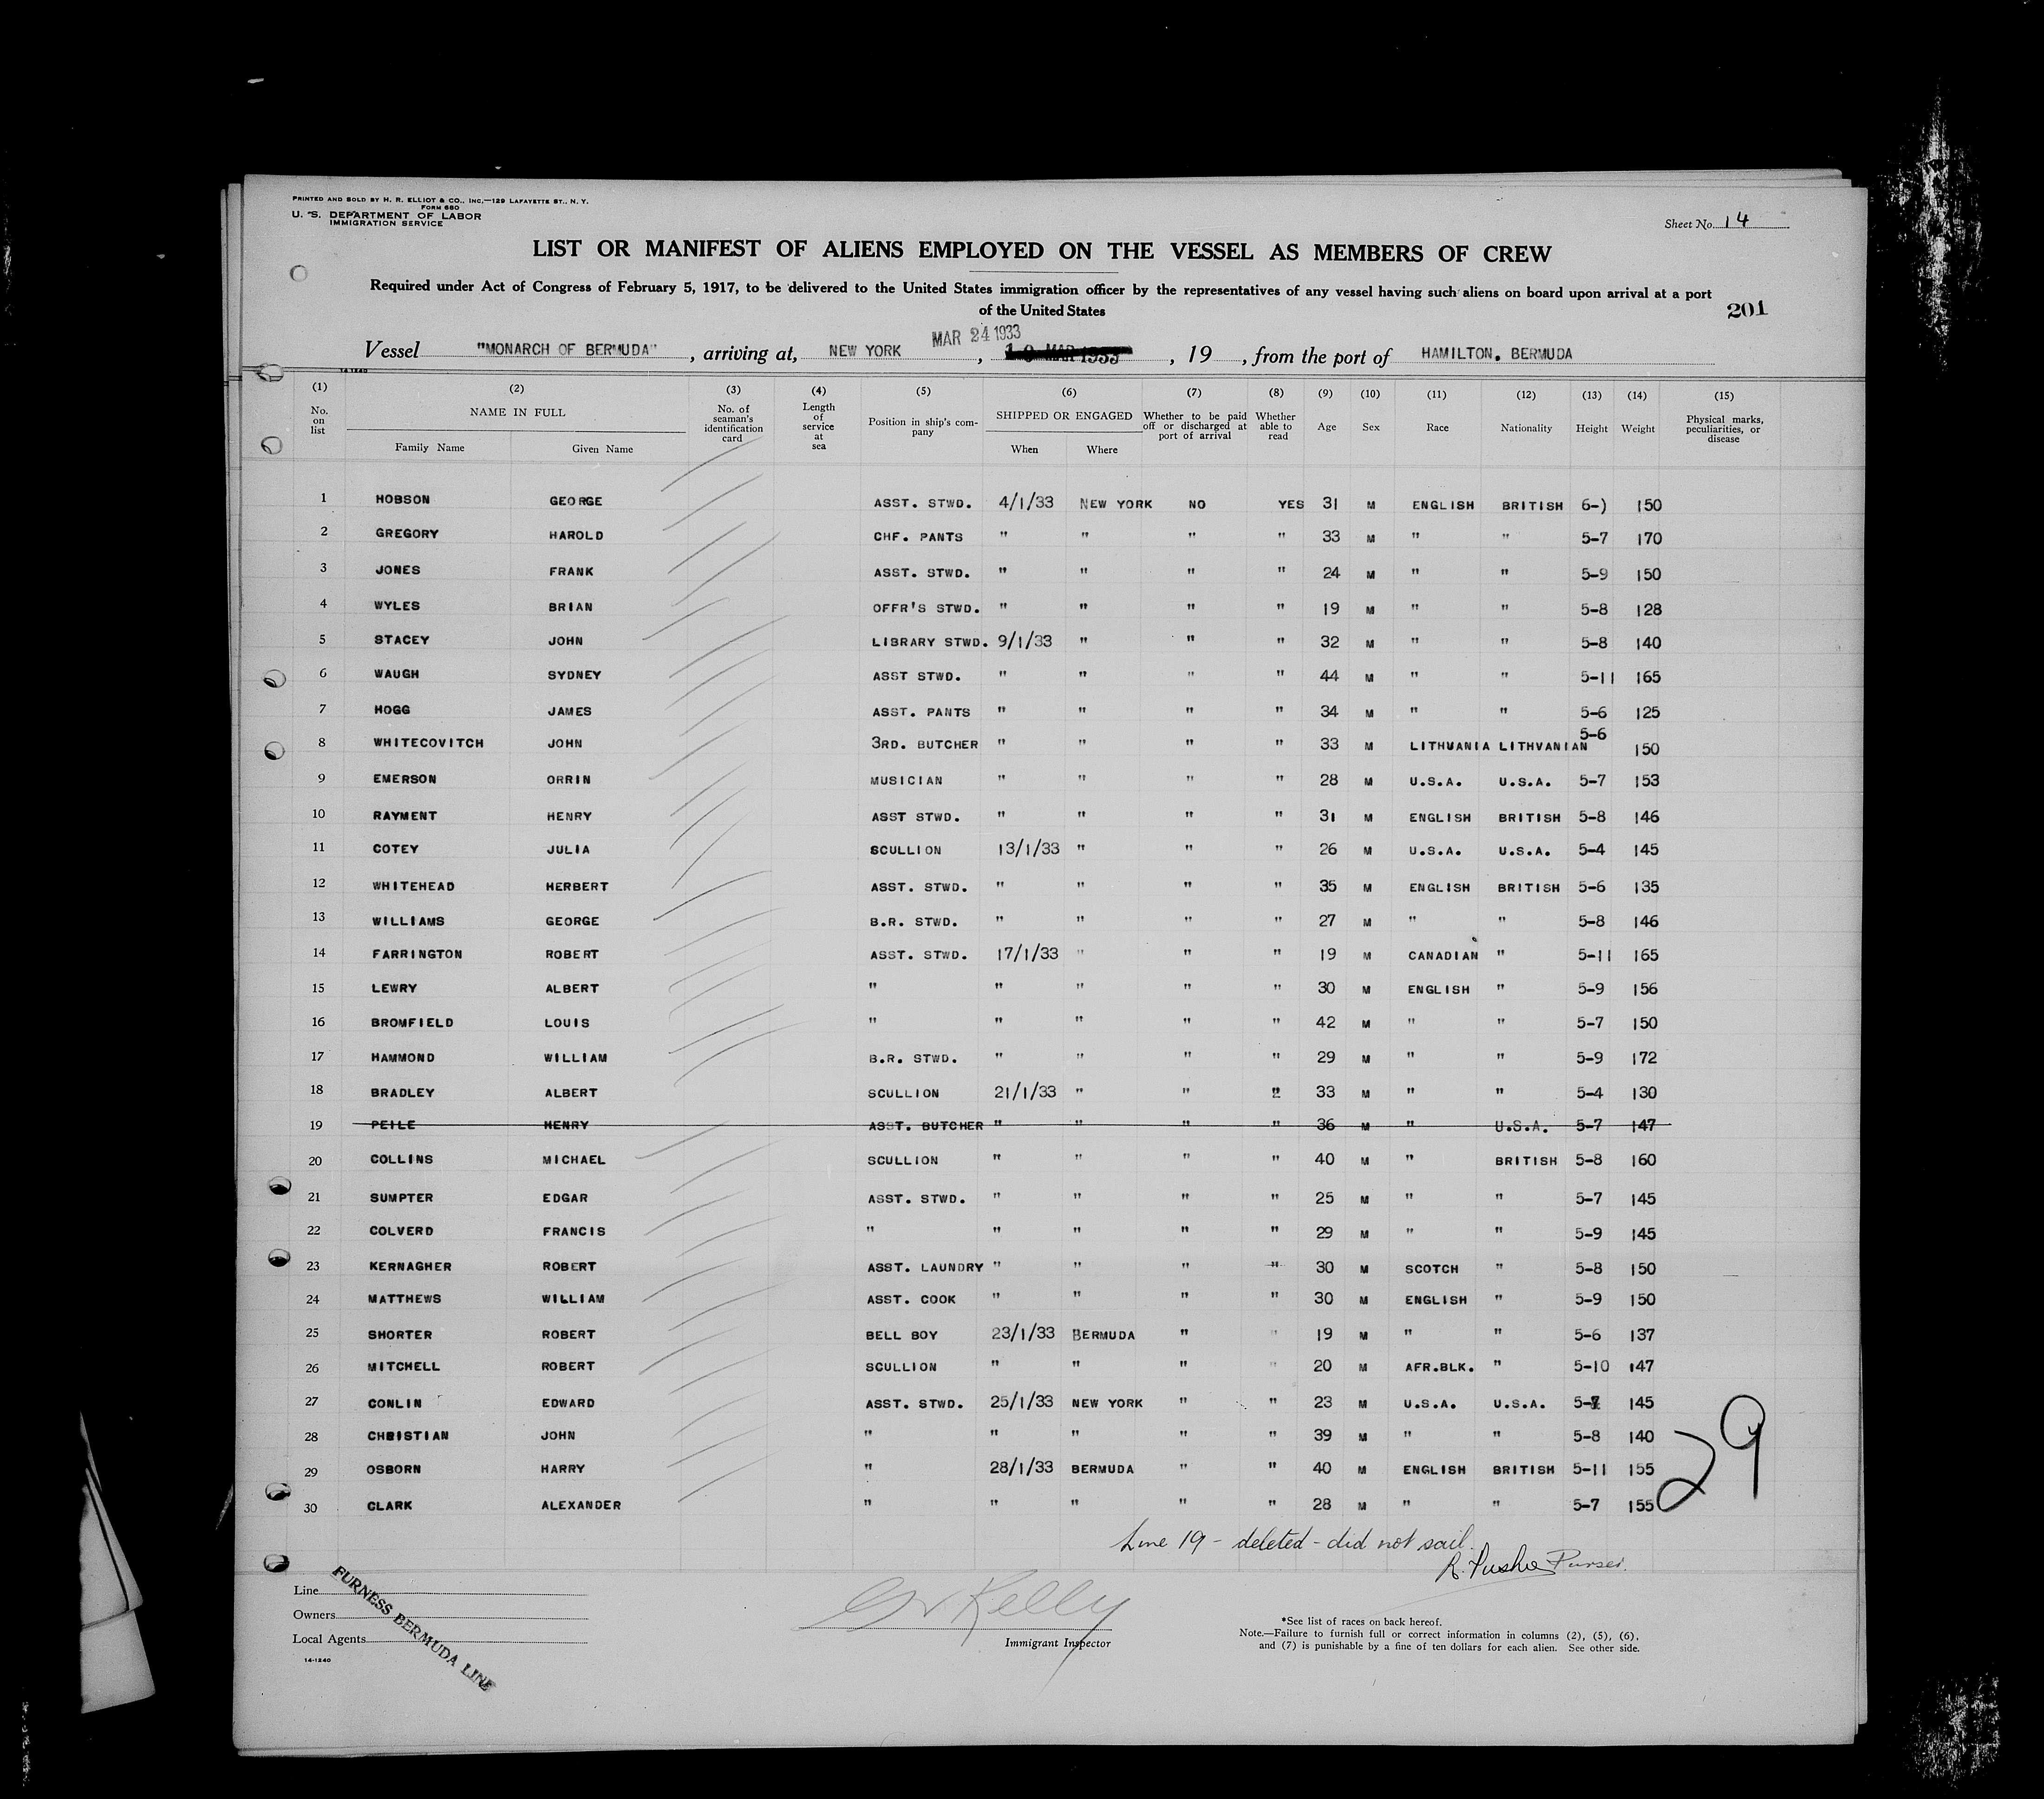 PRINTED AND SOLD BY H. R. ELLIOT & CO., INC,—129 LAFAYETTE ST., N. Y.
FORM 680
U. S. DEPARTMENT OF LABOR
IMMIGRATION SERVICE
Sheet No. 14
LIST OR MANIFEST OF ALIENS EMPLOYED ON THE VESSEL AS MEMBERS OF CREW
Required under Act of Congress of February 5, 1917, to be delivered to the United States immigration officer by the representatives of any vessel having such aliens on board upon arrival at a port
of the United States
201
MAR 24 1933
Vessel "MONARCH OF BERMUDA", arriving at, NEW YORK, MAR 1933, 19 , from the port of HAMILTON. BERMUDA
14-1240
(1) (2) (3) (4) (5) (6) (7) (8) (9) (10) (11) (12) (13) (14) (15)
No. on list NAME IN FULL Family Name Given Name No. of seaman's identification card Length of service at sea Position in ship's company SHIPPED OR ENGAGED When Where Whether to be paid off or discharged at port of arrival Whether able to read Age Sex Race Nationality Height Weight Physical marks, peculiarities, or disease
1 HOBSON GEORGE ASST. STWD. 4/1/33 NEW YORK NO YES 31 M ENGLISH BRITISH 6-) 150
2 GREGORY HAROLD CHF. PANTS " " " " 33 M " " 5-7 170
3 JONES FRANK ASST. STWD. " " " " 24 M " " 5-9 150
4 WYLES BRIAN OFFR'S STWD. " " " " 19 M " " 5-8 128
5 STACEY JOHN LIBRARY STWD. 9/1/33 " " " 32 M " " 5-8 140
6 WAUGH SYDNEY ASST STWD. " " " " 44 M " " 5-11 165
7 HOGG JAMES ASST. PANTS " " " " 34 M " " 5-6 125
8 WHITECOVITCH JOHN 3RD. BUTCHER " " " " 33 M LITHUANIA LITHVANIAN 5-6 150
9 EMERSON ORRIN MUSICIAN " " " " 28 M U.S.A. U.S.A. 5-7 153
10 RAYMENT HENRY ASST STWD. " " " " 31 M ENGLISH BRITISH 5-8 146
11 COTEY JULIA SCULLION 13/1/33 " " " 26 M U.S.A. U.S.A. 5-4 145
12 WHITEHEAD HERBERT ASST. STWD. " " " " 35 M ENGLISH BRITISH 5-6 135
13 WILLIAMS GEORGE B.R. STWD. " " " " 27 M " " 5-8 146
14 FARRINGTON ROBERT ASST. STWD. 17/1/33 " " " 19 M CANADIAN " 5-11 165
15 LEWRY ALBERT " " " " " 30 M ENGLISH " 5-9 156
16 BROMFIELD LOUIS " " " " " 42 M " " 5-7 150
17 HAMMOND WILLIAM B.R. STWD. " " " " 29 M " " 5-9 172
18 BRADLEY ALBERT SCULLION 21/1/33 " " " 33 M " " 5-4 130
19 PEILE HENRY ASST. BUTCHER " " " " 36 M " U.S.A. 5-7 147
20 COLLINS MICHAEL SCULLION " " " " 40 M " BRITISH 5-8 160
21 SUMPTER EDGAR ASST. STWD. " " " " 25 M " " 5-7 145
22 COLVERD FRANCIS " " " " " 29 M " " 5-9 145
23 KERNAGHER ROBERT ASST. LAUNDRY " " " " 30 M SCOTCH " 5-8 150
24 MATTHEWS WILLIAM ASST. COOK " " " " 30 M ENGLISH " 5-9 150
25 SHORTER ROBERT BELL BOY 23/1/33 BERMUDA " " 19 M " " 5-6 137
26 MITCHELL ROBERT SCULLION " " " " 20 M AFR.BLK. " 5-10 147
27 CONLIN EDWARD ASST. STWD. 25/1/33 NEW YORK " " 23 M U.S.A. U.S.A. 5-7 145
28 CHRISTIAN JOHN " " " " " 39 M " " 5-8 140
29 OSBORN HARRY " 28/1/33 BERMUDA " " 40 M ENGLISH BRITISH 5-11 155
30 CLARK ALEXANDER " " " " " 28 M " " 5-7 155
29
Line 19 - deleted - did not sail.
Purser.
Line
Owners
Local Agents
14-1240
FURNESS BERMUDA LINE
Kelly
Immigrant Inspector
*See list of races on back hereof.
Note.—Failure to furnish full or correct information in columns (2), (5), (6),
and (7) is punishable by a fine of ten dollars for each alien. See other side.